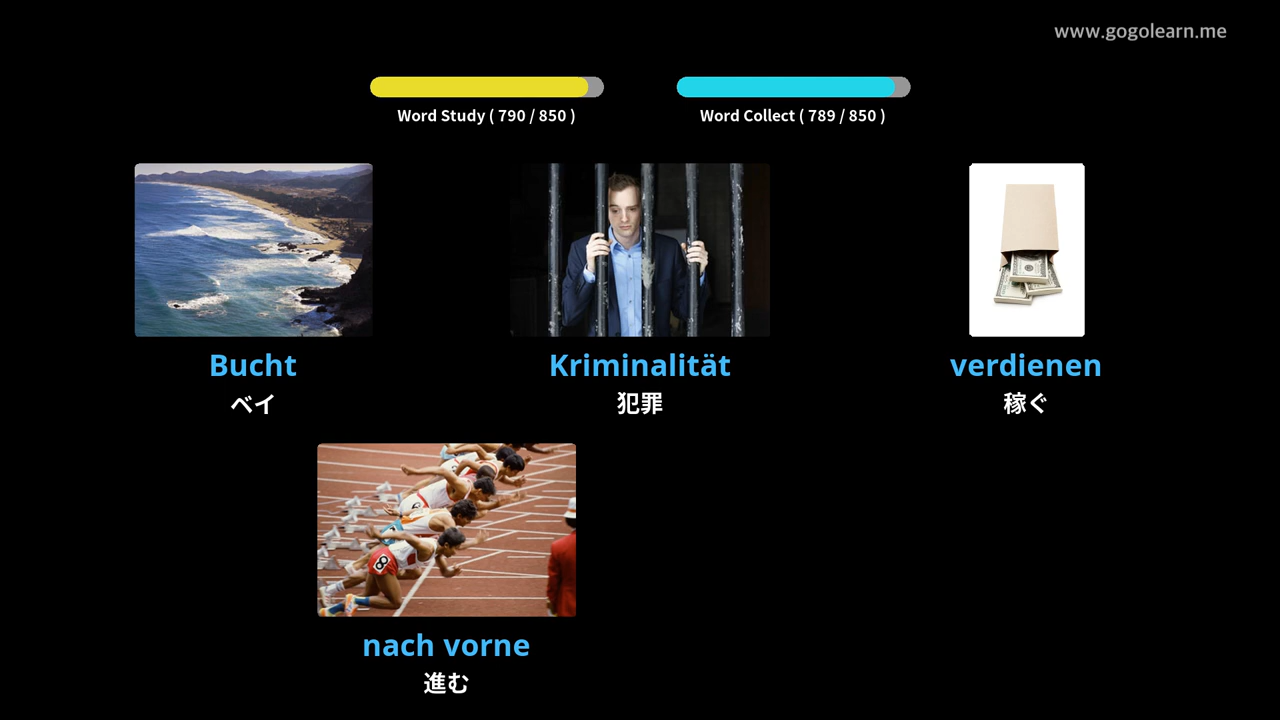 www.gogolearn.me
Word Study ( 790 / 850 )
Word Collect ( 789 / 850 )
Bucht
ベイ
Kriminalität
犯罪
verdienen
稼ぐ
8
nach vorne
進む